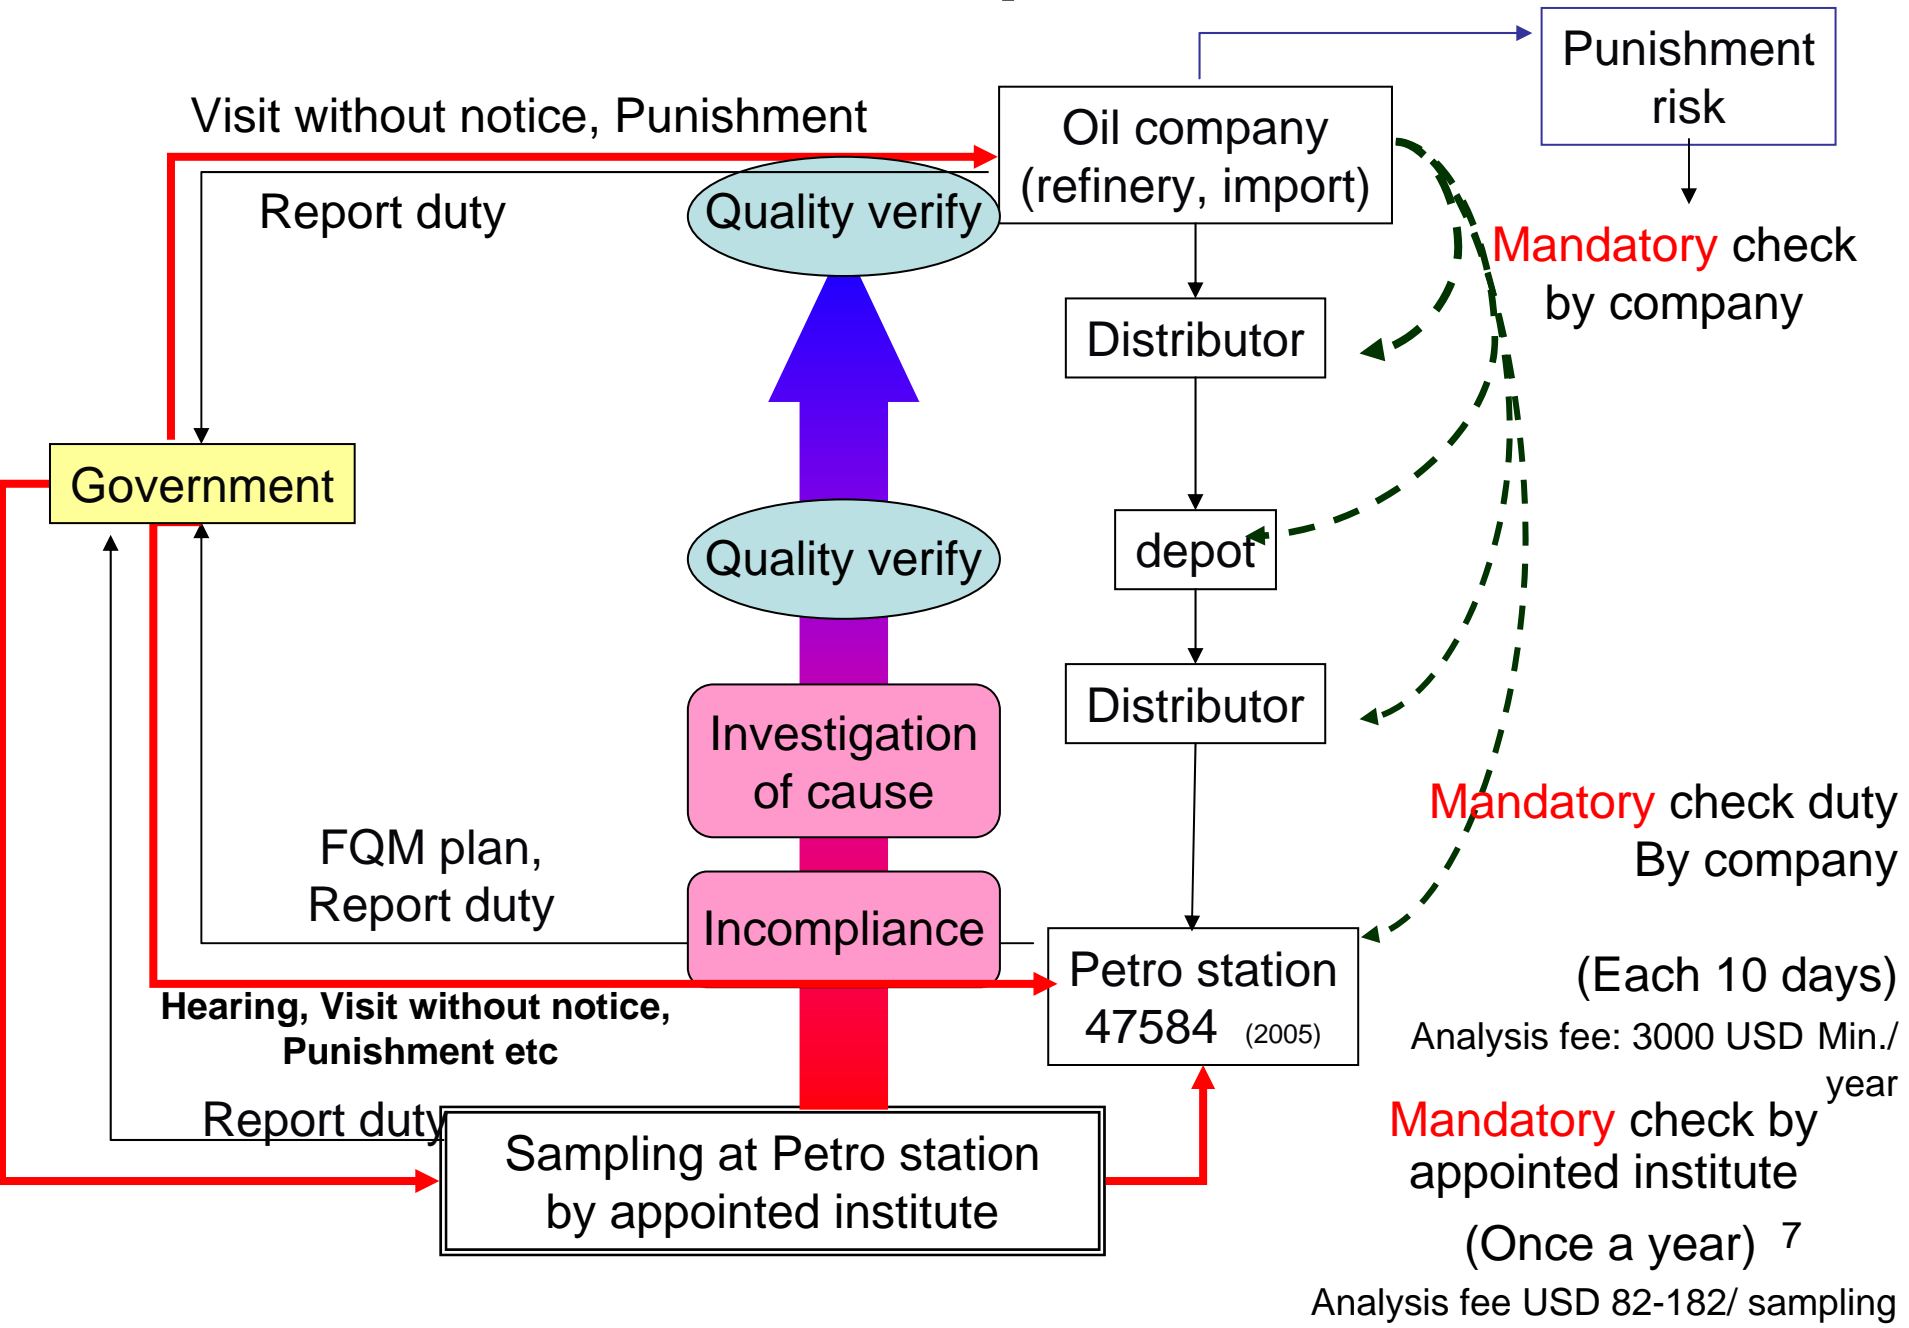 Punishment
risk
Visit without notice, Punishment
Oil company
(refinery, import)
Report duty
Quality verify
Mandatory check
by company
Distributor
Government
depot
Quality verify
Distributor
Investigation
of cause
Mandatory check duty
By company
FQM plan,
Report duty
Incompliance
Petro station
47584 (2005)
(Each 10 days)
Hearing, Visit without notice,
Punishment etc
Analysis fee: 3000 USD Min./
year
Report duty
Mandatory check by
appointed institute
Sampling at Petro station
by appointed institute
(Once a year) 7
Analysis fee USD 82-182/ sampling